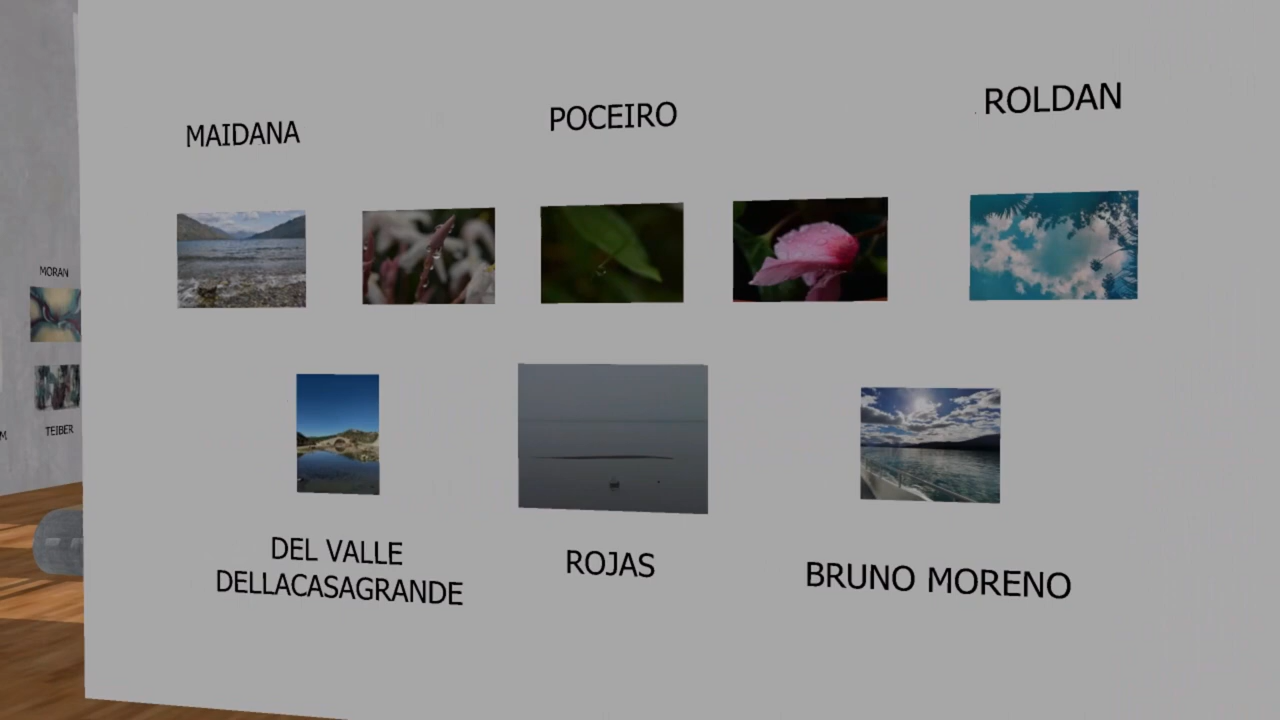 MAIDANA
POCEIRO
ROLDAN
MORAN
TEIBER
M
DEL VALLE
DELLACASAGRANDE
ROJAS
BRUNO MORENO